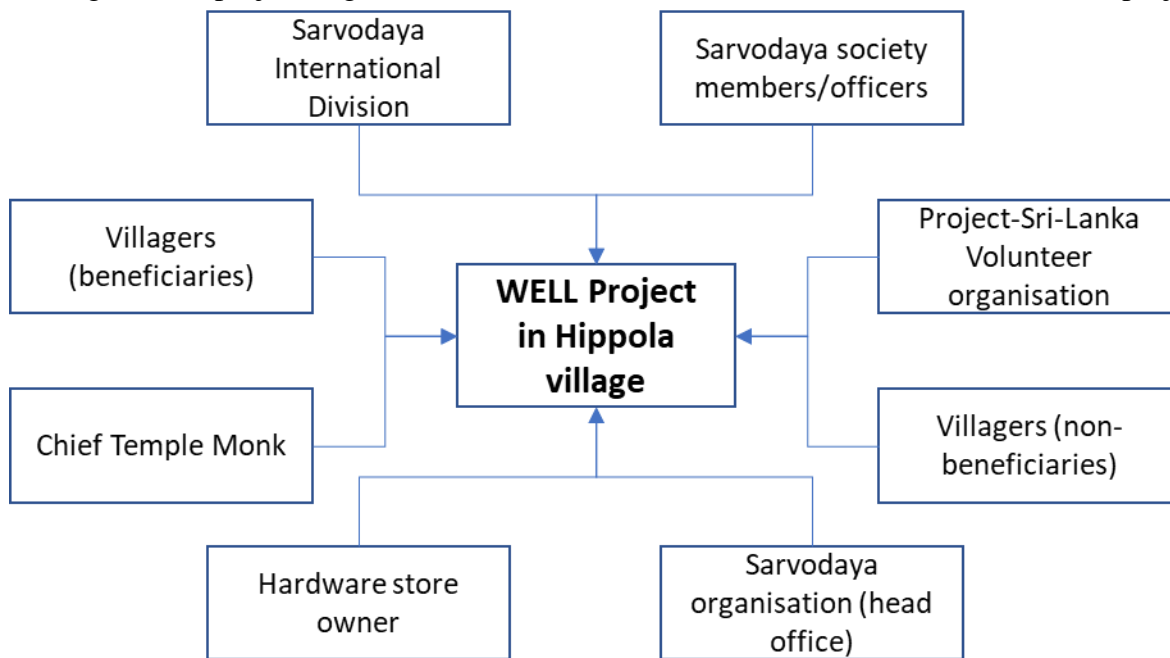 Sarvodaya
International
Division
Sarvodaya society
members/officers
Villagers
(beneficiaries)
Project-Sri-Lanka
Volunteer
organisation
WELL Project
in Hippola
village
Chief Temple Monk
Villagers (non-
beneficiaries)
Hardware store
owner
Sarvodaya
organisation (head
office)